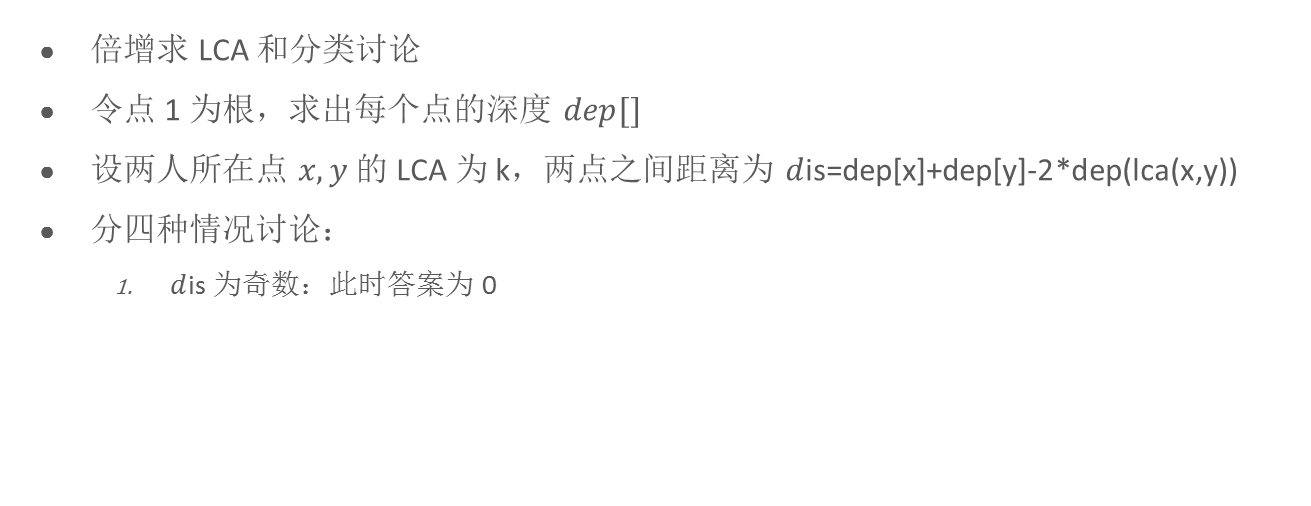 • 倍增求 LCA 和分类讨论
• 令点 1 为根，求出每个点的深度 dep[]
• 设两人所在点 x, y 的 LCA 为 k，两点之间距离为 dis=dep[x]+dep[y]-2*dep(lca(x,y))
• 分四种情况讨论：
1. dis 为奇数：此时答案为 0